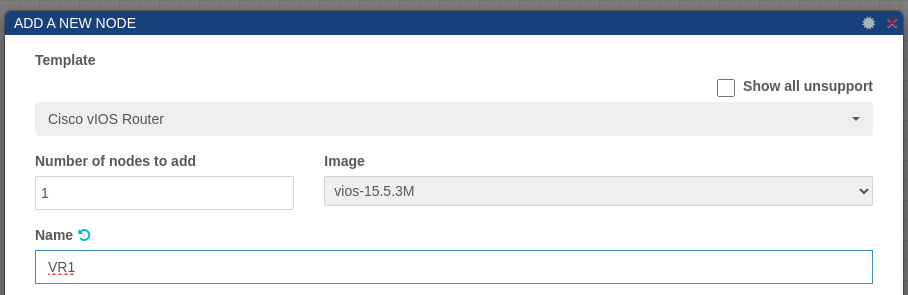 ADD A NEW NODE
Template
Show all unsupport
Cisco vIOS Router
Number of nodes to add
Image
1
vios-15.5.3M
Name
VR1